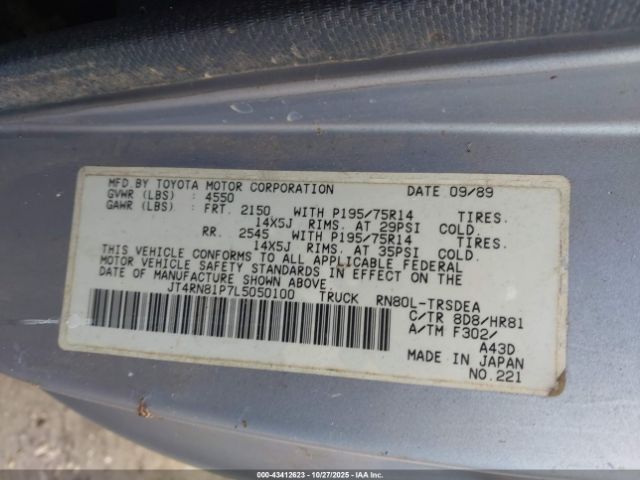 MFD BY TOYOTA MOTOR CORPORATION DATE 09/89
GVWR (LBS) : 4550
GAWR (LBS) : FRT. 2150 WITH P195/75R14 TIRES.
14X5J RIMS. AT 29PSI COLD.
RR. 2545 WITH P195/75R14 TIRES.
14X5J RIMS. AT 35PSI COLD.
THIS VEHICLE CONFORMS TO ALL APPLICABLE FEDERAL
MOTOR VEHICLE SAFETY STANDARDS IN EFFECT ON THE
DATE OF MANUFACTURE SHOWN ABOVE.
JT4RN81P7L5050100 TRUCK RN80L-TRSDEA
C/TR 8D8/HR81
A/TM F302/
A43D
MADE IN JAPAN
NO.221
000-43412623 - 10/27/2025 - IAAI.COM